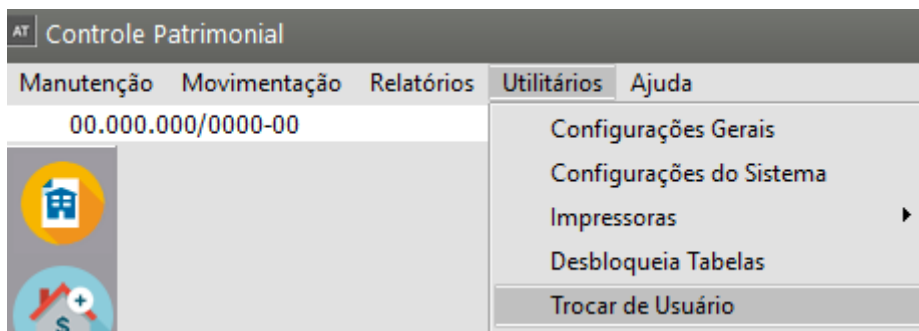 AT Controle Patrimonial
Manutenção Movimentação Relatórios Utilitários Ajuda
00.000.000/0000-00
Configurações Gerais
Configurações do Sistema
Impressoras
Desbloqueia Tabelas
Trocar de Usuário
$